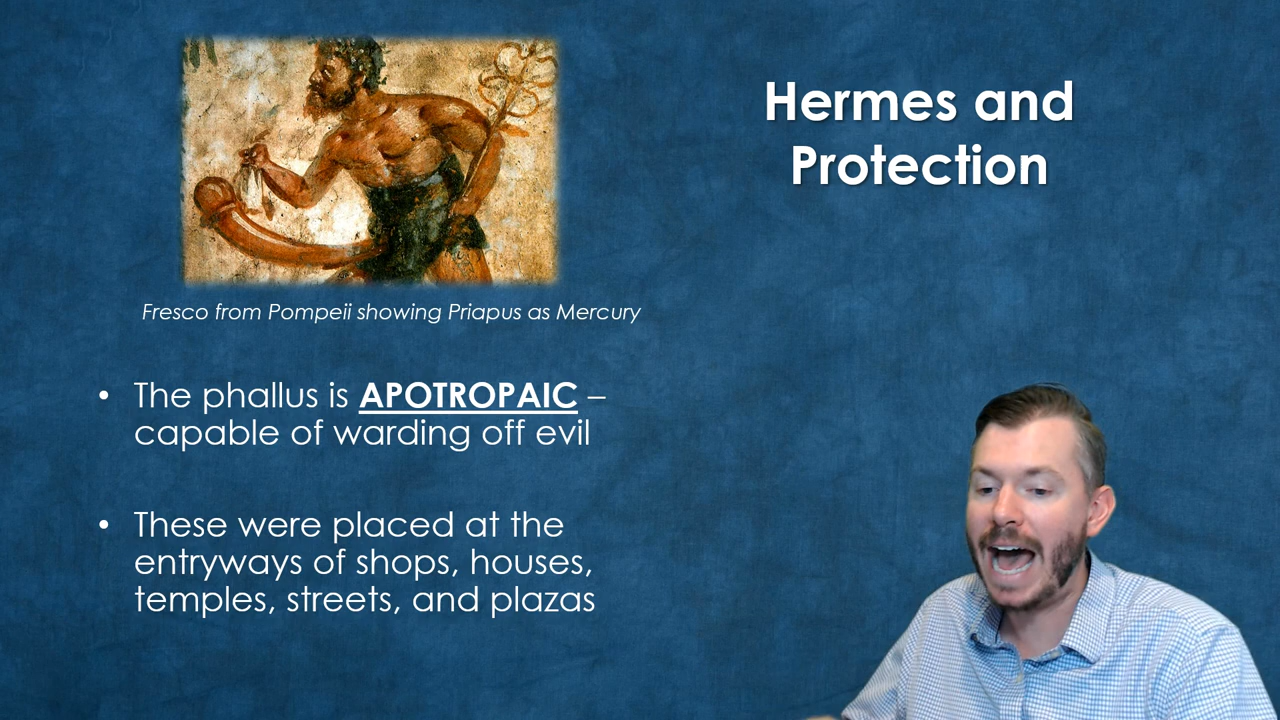 Hermes and
Protection
Fresco from Pompeii showing Priapus as Mercury
• The phallus is APOTROPAIC –
capable of warding off evil
• These were placed at the
entryways of shops, houses,
temples, streets, and plazas